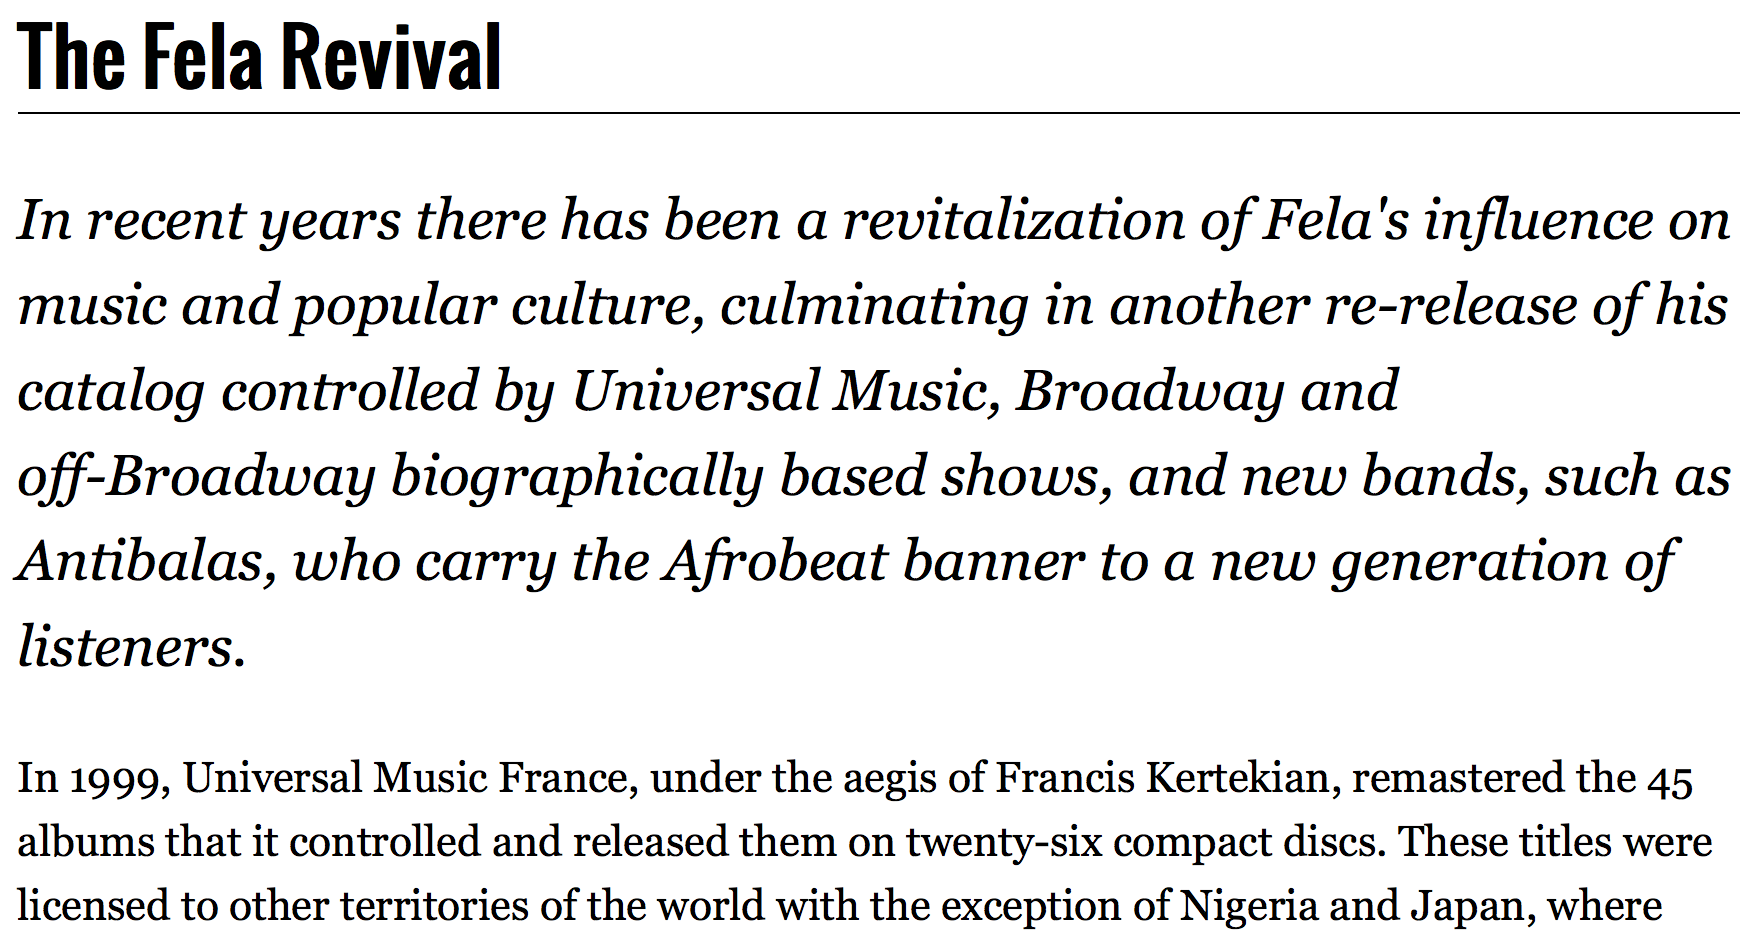 The Fela Revival
In recent years there has been a revitalization of Fela's influence on
music and popular culture, culminating in another re-release of his
catalog controlled by Universal Music, Broadway and
off-Broadway biographically based shows, and new bands, such as
Antibalas, who carry the Afrobeat banner to a new generation of
listeners.
In 1999, Universal Music France, under the aegis of Francis Kertekian, remastered the 45
albums that it controlled and released them on twenty-six compact discs. These titles were
licensed to other territories of the world with the exception of Nigeria and Japan, where